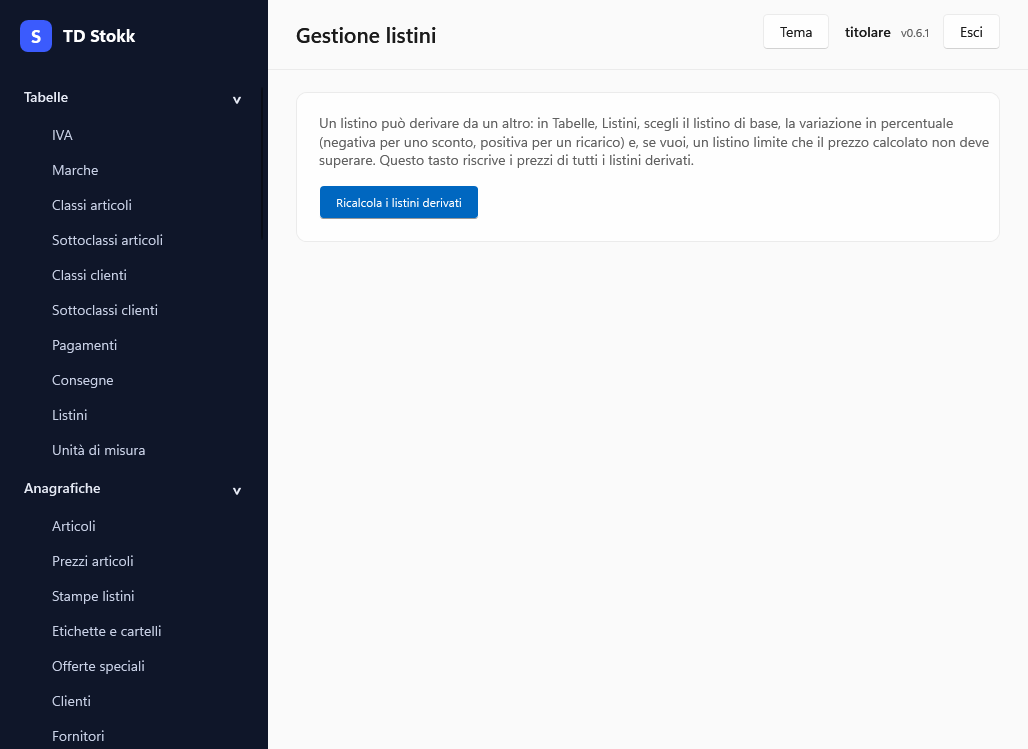 S TD Stokk
Gestione listini
Tema
titolare v0.6.1
Esci
Tabelle
IVA
Marche
Classi articoli
Sottoclassi articoli
Classi clienti
Sottoclassi clienti
Pagamenti
Consegne
Listini
Unità di misura
Anagrafiche
Articoli
Prezzi articoli
Stampe listini
Etichette e cartelli
Offerte speciali
Clienti
Fornitori
Un listino può derivare da un altro: in Tabelle, Listini, scegli il listino di base, la variazione in percentuale
(negativa per uno sconto, positiva per un ricarico) e, se vuoi, un listino limite che il prezzo calcolato non deve
superare. Questo tasto riscrive i prezzi di tutti i listini derivati.
Ricalcola i listini derivati